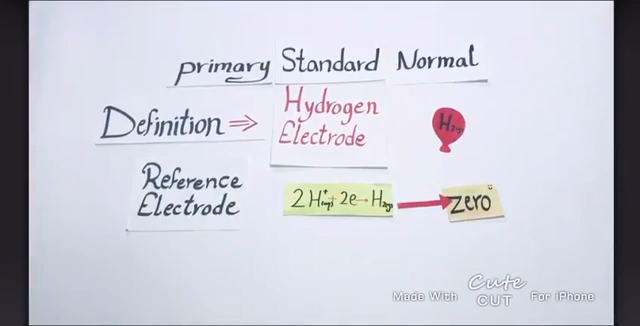 primary Standard Normal
Hydrogen
Electrode
Definition ⇒
H2(g)
Reference
Electrode
2H⁺(aq) + 2e → H2(g)
zero
Made With Cute CUT For iPhone